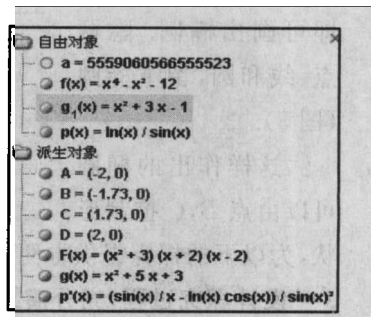 自由对象
a = 5559060566555523
f(x) = x⁴ - x² - 12
g₁(x) = x² + 3 x - 1
p(x) = ln(x) / sin(x)
派生对象
A = (-2, 0)
B = (-1.73, 0)
C = (1.73, 0)
D = (2, 0)
F(x) = (x² + 3) (x + 2) (x - 2)
g(x) = x² + 5 x + 3
p'(x) = (sin(x) / x - ln(x) cos(x)) / sin(x)²